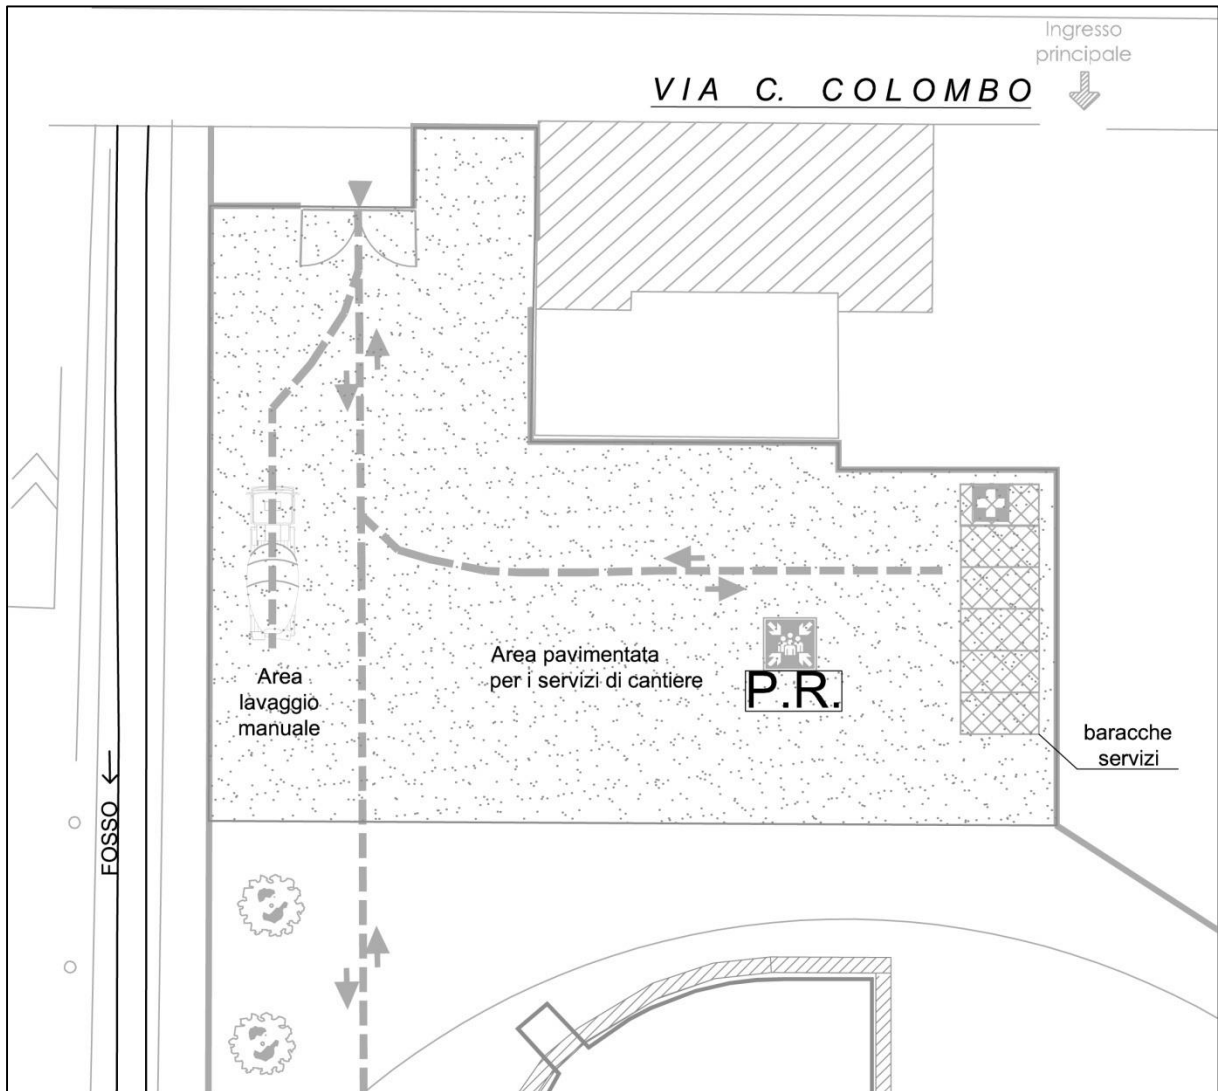 Ingresso
principale
VIA C. COLOMBO
Area pavimentata
per i servizi di cantiere
P.R.
Area
lavaggio
manuale
baracche
servizi
FOSSO